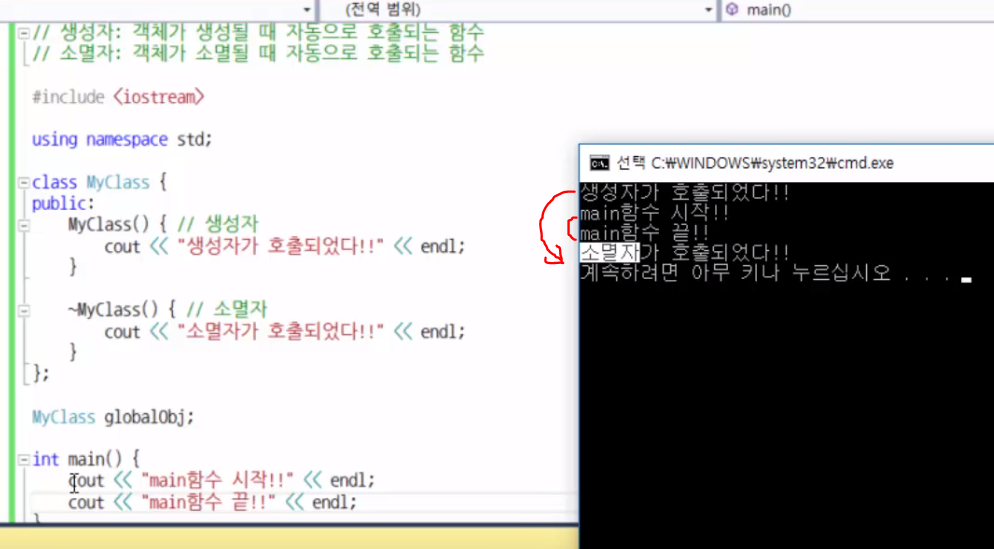 (전역 범위)
main()
// 생성자: 객체가 생성될 때 자동으로 호출되는 함수
// 소멸자: 객체가 소멸될 때 자동으로 호출되는 함수
#include <iostream>
using namespace std;
class MyClass {
public:
MyClass() { // 생성자
cout << "생성자가 호출되었다!!" << endl;
}
~MyClass() { // 소멸자
cout << "소멸자가 호출되었다!!" << endl;
}
};
MyClass globalObj;
int main() {
cout << "main함수 시작!!" << endl;
cout << "main함수 끝!!" << endl;
}
선택 C:₩WINDOWS₩system32₩cmd.exe
생성자가 호출되었다!!
main함수 시작!!
main함수 끝!!
소멸자가 호출되었다!!
계속하려면 아무 키나 누르십시오 . . .